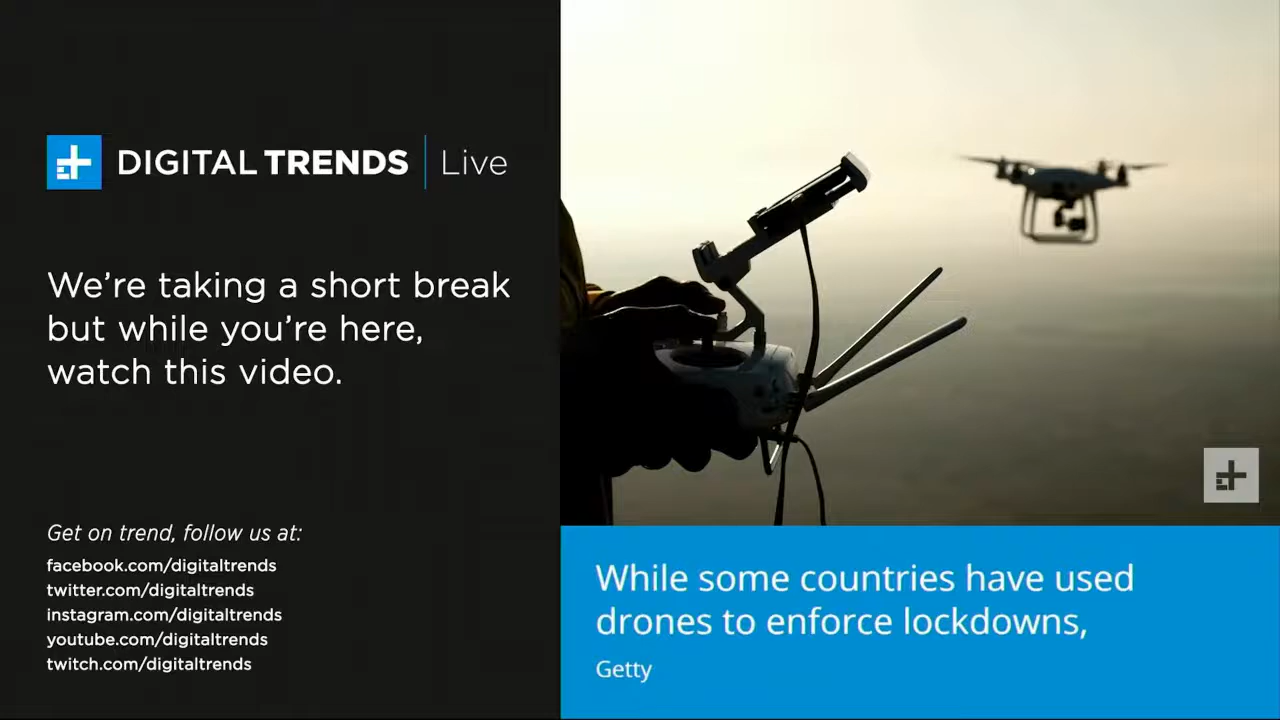 DIGITAL TRENDS | Live
We're taking a short break
but while you're here,
watch this video.
Get on trend, follow us at:
facebook.com/digitaltrends
twitter.com/digitaltrends
instagram.com/digitaltrends
youtube.com/digitaltrends
twitch.com/digitaltrends
While some countries have used
drones to enforce lockdowns,
Getty